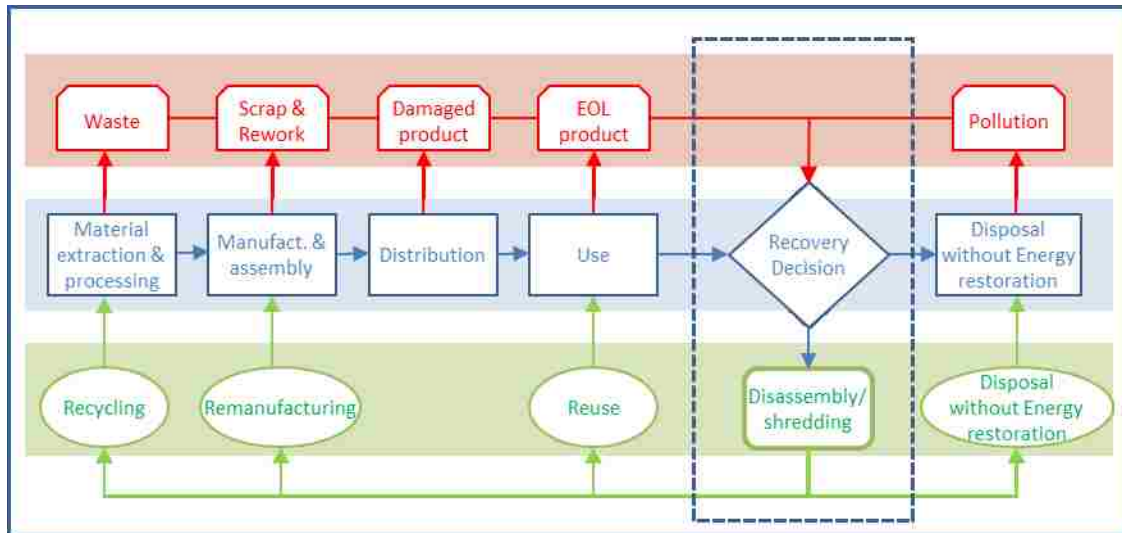 Waste
Scrap &
Rework
Damaged
product
EOL
product
Pollution
Material
extraction &
processing
Manufact. &
assembly
Distribution
Use
Recovery
Decision
Disposal
without Energy
restoration
Recycling
Remanufacturing
Reuse
Disassembly/
shredding
Disposal
without Energy
restoration